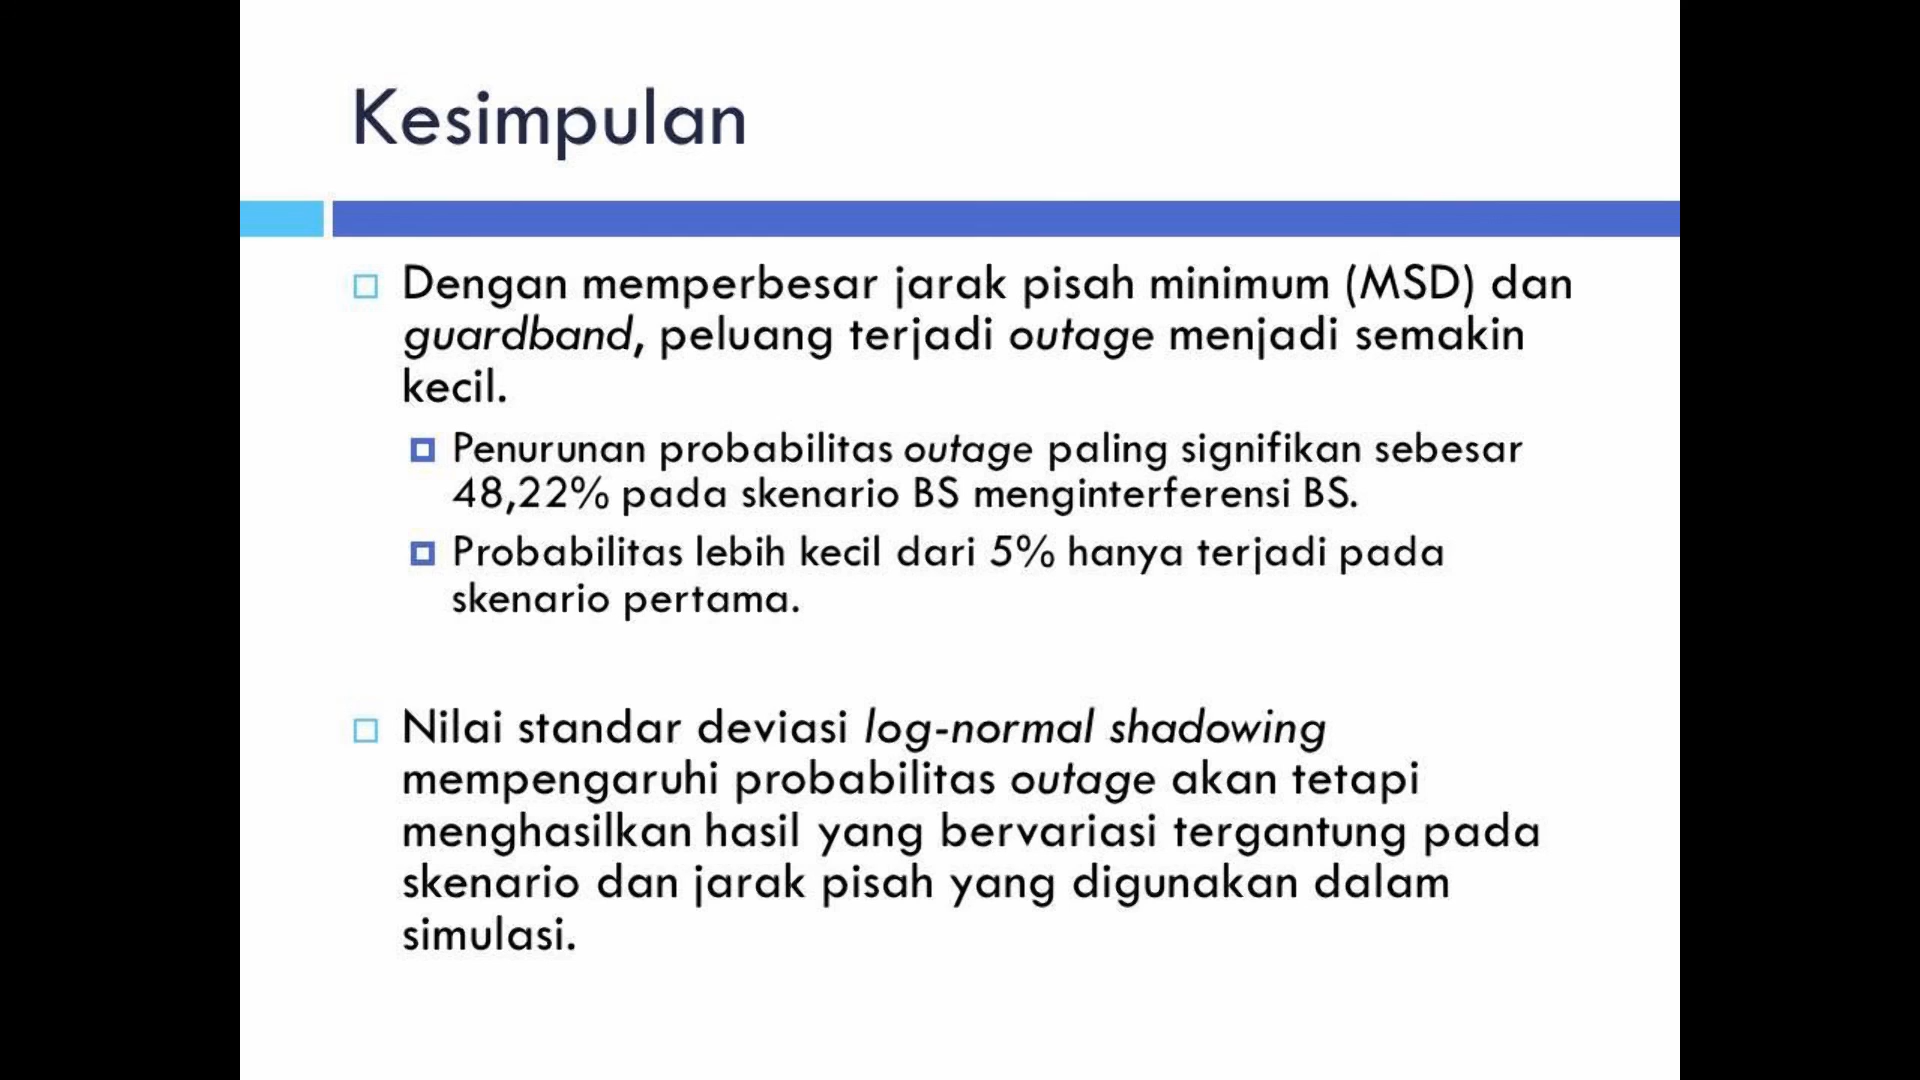 Kesimpulan
Dengan memperbesar jarak pisah minimum (MSD) dan
guardband, peluang terjadi outage menjadi semakin
kecil.
Penurunan probabilitas outage paling signifikan sebesar
48,22% pada skenario BS menginterferensi BS.
Probabilitas lebih kecil dari 5% hanya terjadi pada
skenario pertama.
Nilai standar deviasi log-normal shadowing
mempengaruhi probabilitas outage akan tetapi
menghasilkan hasil yang bervariasi tergantung pada
skenario dan jarak pisah yang digunakan dalam
simulasi.